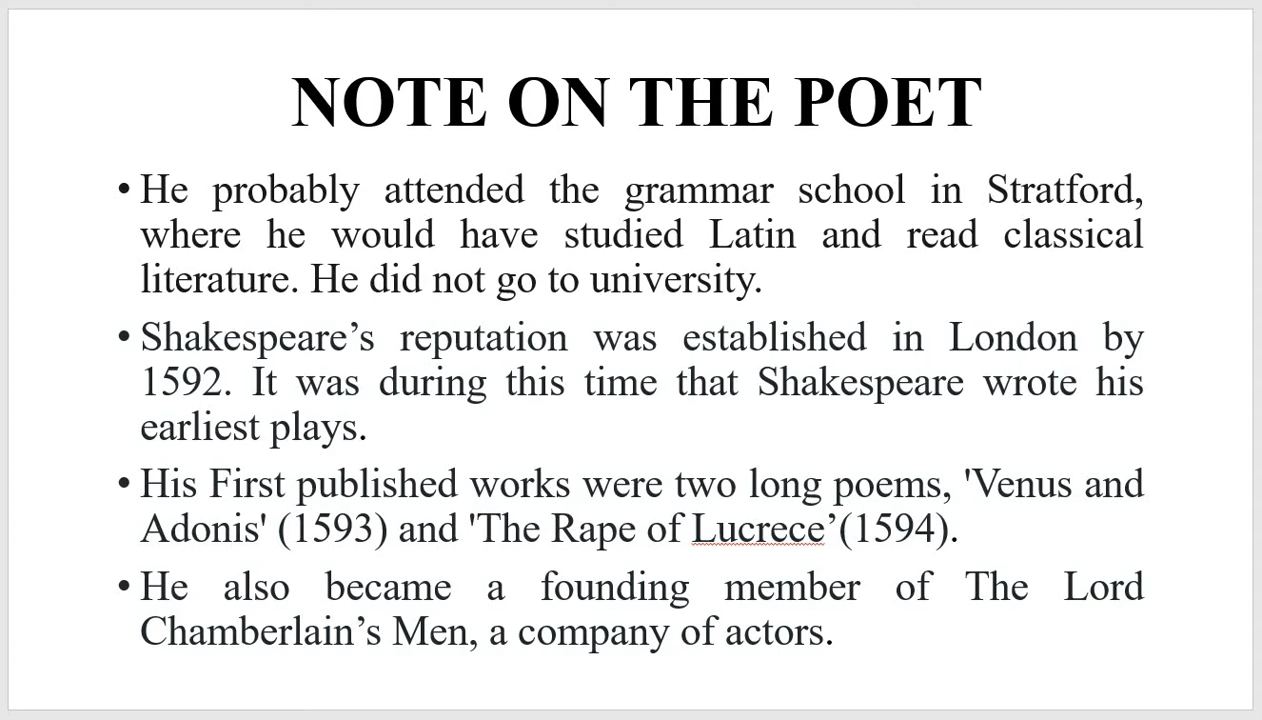 NOTE ON THE POET
• He probably attended the grammar school in Stratford,
where he would have studied Latin and read classical
literature. He did not go to university.
• Shakespeare’s reputation was established in London by
1592. It was during this time that Shakespeare wrote his
earliest plays.
• His First published works were two long poems, 'Venus and
Adonis' (1593) and 'The Rape of Lucrece’(1594).
• He also became a founding member of The Lord
Chamberlain’s Men, a company of actors.